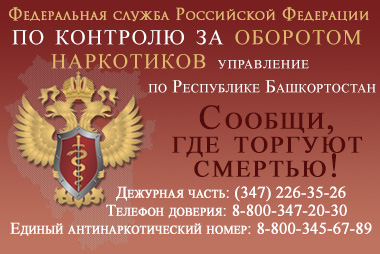 Федеральная служба Российской Федерации
по контролю за оборотом
наркотиков управление
по Республике Башкортостан
Сообщи,
где торгуют
смертью!
Дежурная часть: (347) 226-35-26
Телефон доверия: 8-800-347-20-30
Единый антинаркотический номер: 8-800-345-67-89